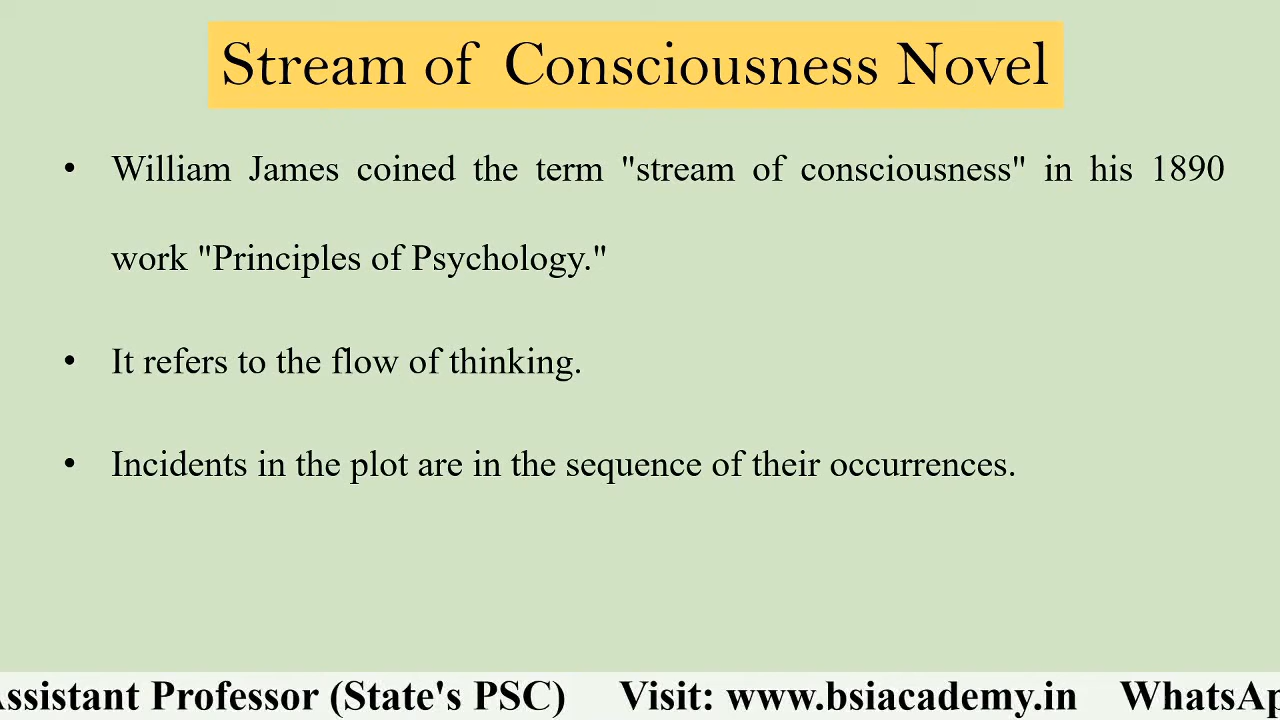 Stream of Consciousness Novel
• William James coined the term "stream of consciousness" in his 1890
work "Principles of Psychology."
• It refers to the flow of thinking.
• Incidents in the plot are in the sequence of their occurrences.
Assistant Professor (State's PSC) Visit: www.bsiacademy.in WhatsAp